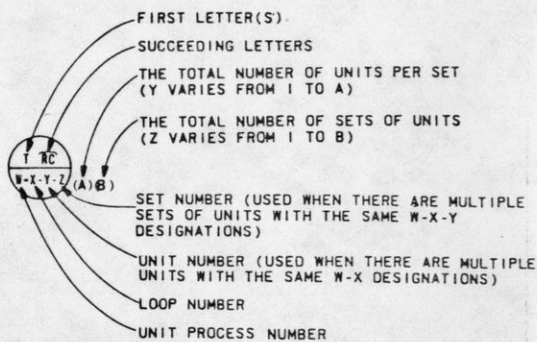 FIRST LETTER(S)
SUCCEEDING LETTERS
THE TOTAL NUMBER OF UNITS PER SET
(Y VARIES FROM 1 TO A)
THE TOTAL NUMBER OF SETS OF UNITS
(Z VARIES FROM 1 TO B)
T RC
W-X-Y-Z (A)(B)
SET NUMBER (USED WHEN THERE ARE MULTIPLE
SETS OF UNITS WITH THE SAME W-X-Y
DESIGNATIONS)
UNIT NUMBER (USED WHEN THERE ARE MULTIPLE
UNITS WITH THE SAME W-X DESIGNATIONS)
LOOP NUMBER
UNIT PROCESS NUMBER